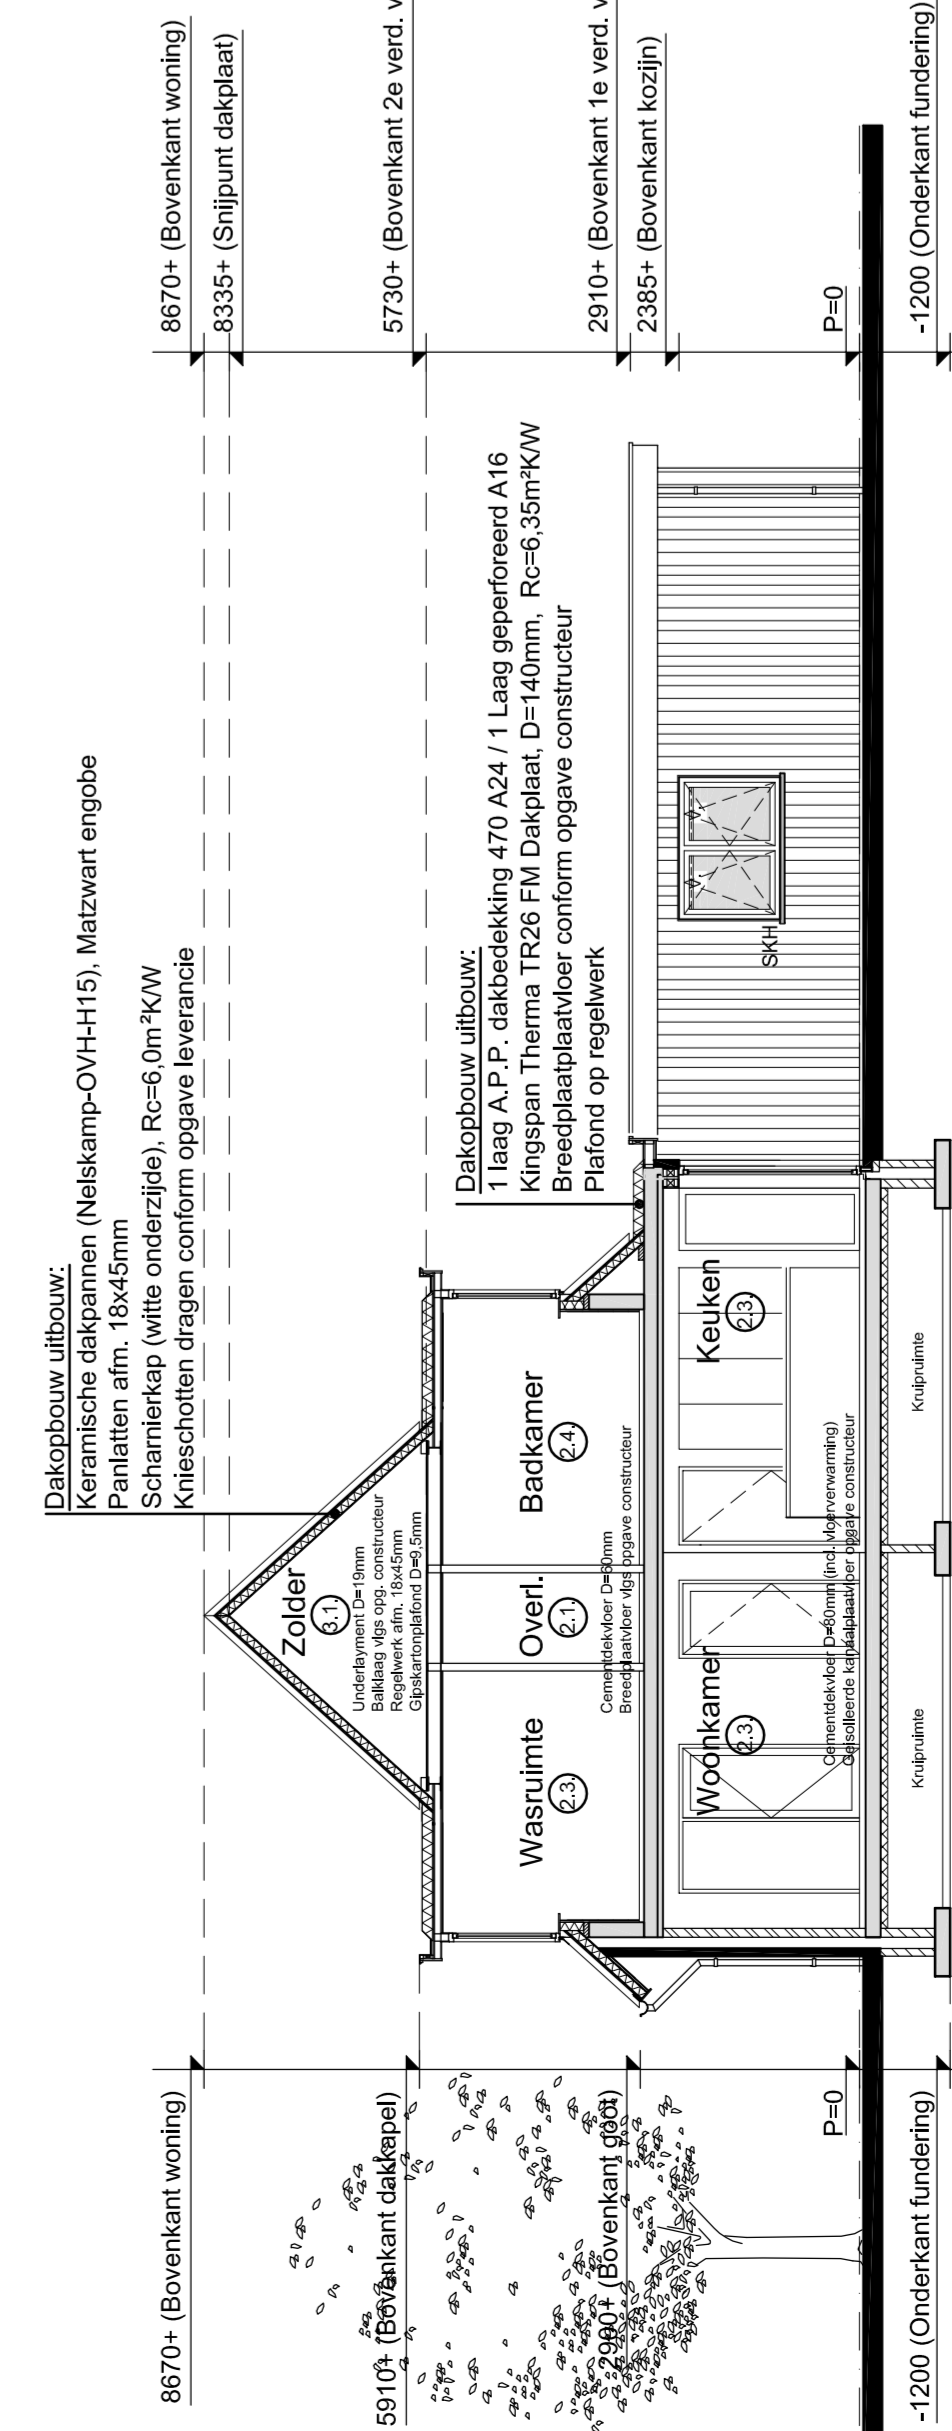 8670+ (Bovenkant woning)
8335+ (Snijpunt dakplaat)
5730+ (Bovenkant 2e verd. v
2910+ (Bovenkant 1e verd. v
2385+ (Bovenkant kozijn)
P=0
-1200 (Onderkant fundering)
Dakopbouw uitbouw:
Keramische dakpannen (Nelskamp-OVH-H15), Matzwart engobe
Panlatten afm. 18x45mm
Scharnierkap (witte onderzijde), Rc=6,0m²K/W
Knieschotten dragen conform opgave leverancie
Dakopbouw uitbouw:
1 laag A.P.P. dakbedekking 470 A24 / 1 Laag geperforeerd A16
Kingspan Therma TR26 FM Dakplaat, D=140mm, Rc=6,35m²K/W
Breedplaatplaatvloer conform opgave constructeur
Plafond op regelwerk
SKH
Zolder
3.1.
Underlayment D=19mm
Balklaag vlgs opg. constructeur
Regelwerk afm. 18x45mm
Gipskartonplafond D=9,5mm
Wasruimte
2.3.
Overl.
2.1.
Badkamer
2.4.
Cementdekvloer D=60mm
Breedplaatvloer vlgs opgave constructeur
Woonkamer
2.3.
Keuken
2.3.
Cementdekvloer D=80mm (incl. vloerverwarming)
Geisolleerde kanaalplaatvloer opgave constructeur
Kruipruimte
Kruipruimte
8670+ (Bovenkant woning)
5910+ (Bovenkant dakkapel)
2900+ (Bovenkant goot)
P=0
-1200 (Onderkant fundering)